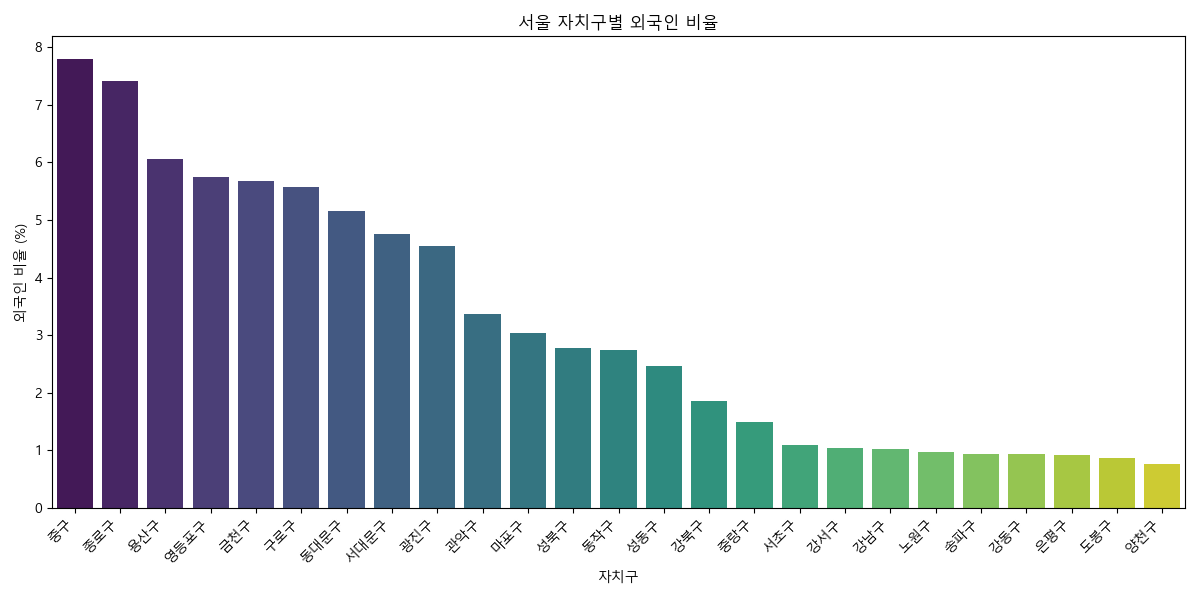 서울 자치구별 외국인 비율
외국인 비율 (%)
8
7
6
5
4
3
2
1
0
중구
종로구
용산구
영등포구
금천구
구로구
동대문구
서대문구
광진구
관악구
마포구
성북구
동작구
성동구
강북구
중랑구
서초구
강서구
강남구
노원구
송파구
강동구
은평구
도봉구
양천구
자치구